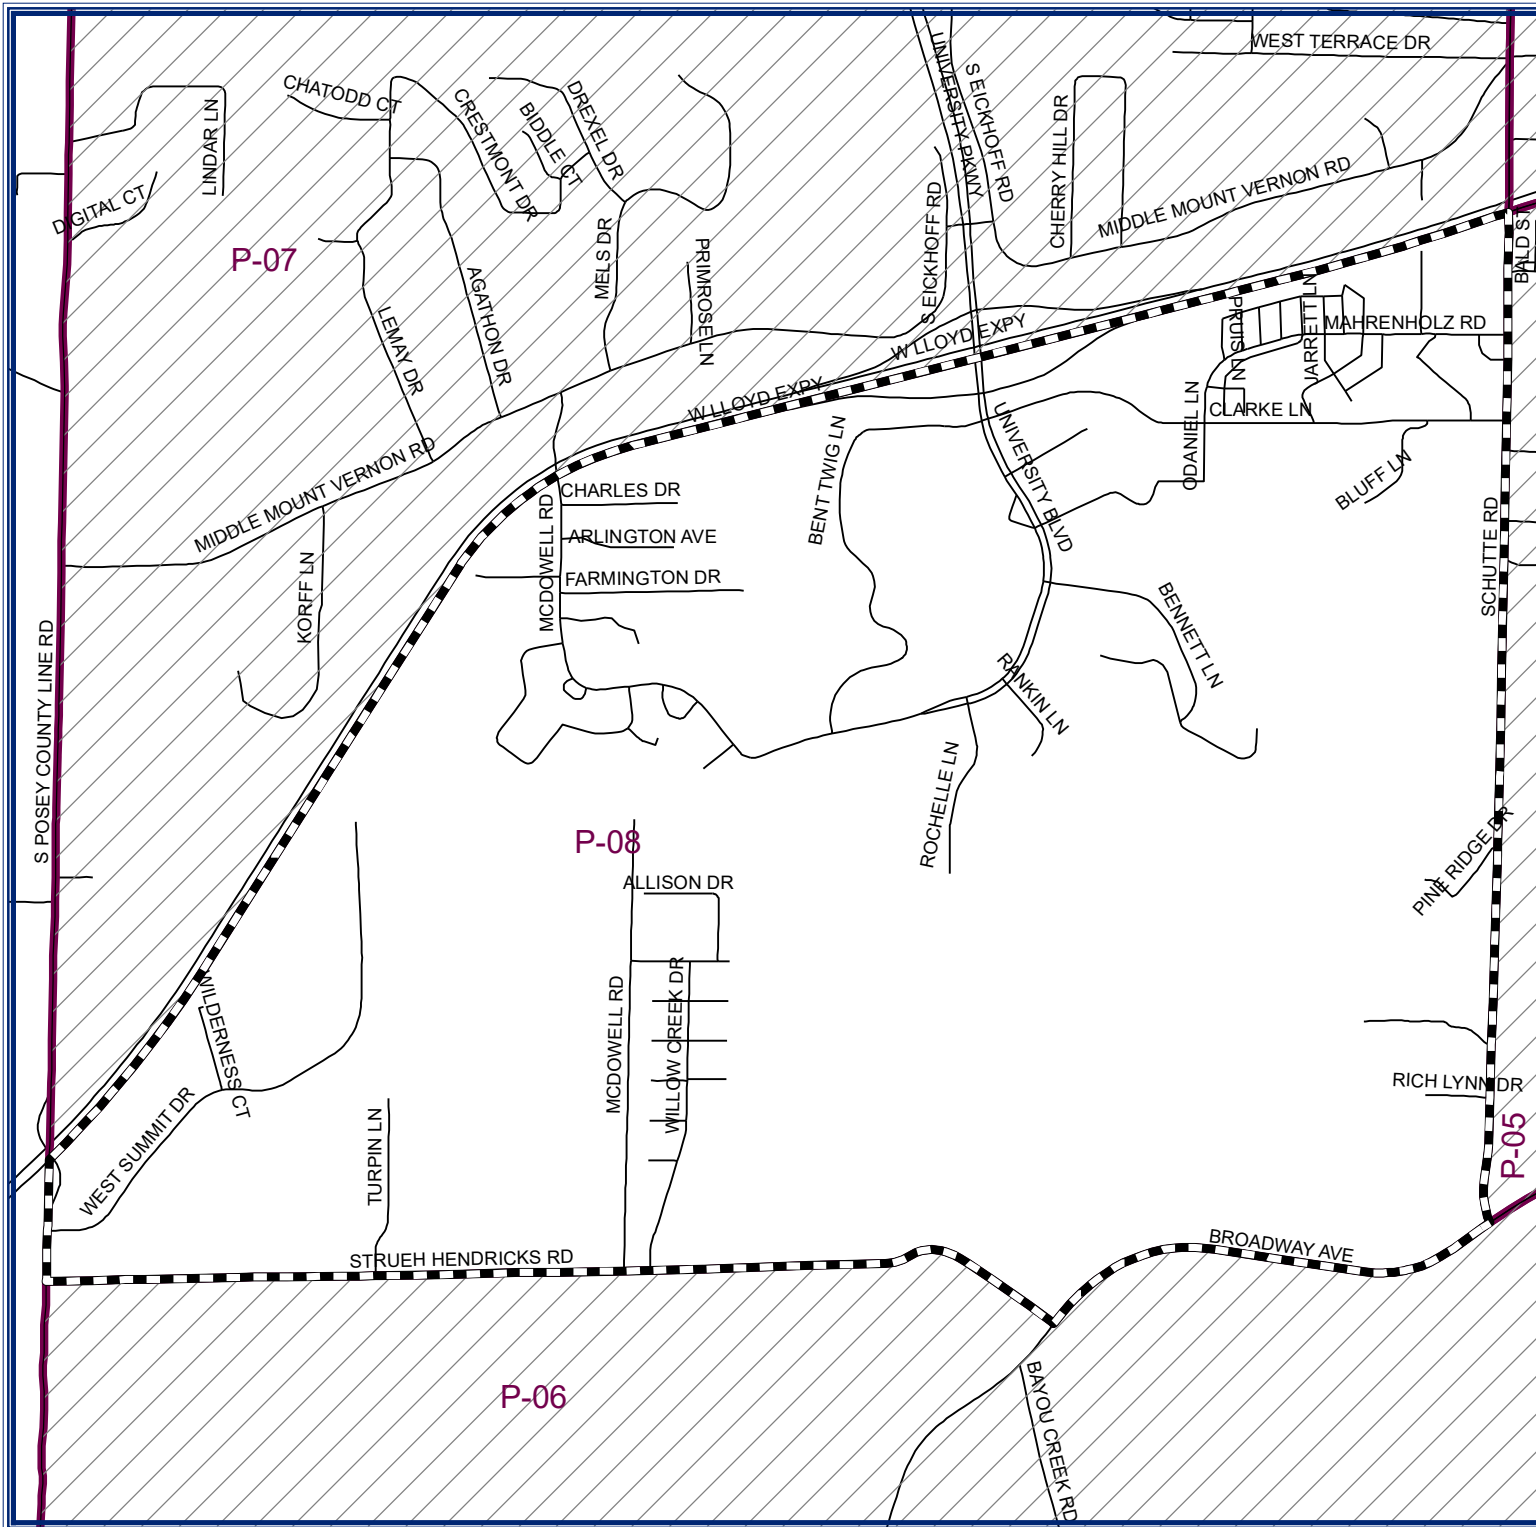 WEST TERRACE DR
UNIVERSITY PKWY
S EICKHOFF RD
CHATODD CT
CRESTMONT DR
BIDDLE CT
DREXEL DR
LINDAR LN
CHERRY HILL DR
MIDDLE MOUNT VERNON RD
DIGITAL CT
S EICKHOFF RD
P-07
MELS DR
PRIMROSE LN
BALD ST
AGATHON DR
LEMAY DR
W LLOYD EXPY
PRUIS LN
JARRETT LN
MAHRENHOLZ RD
W LLOYD EXPY
CLARKE LN
ODANIEL LN
UNIVERSITY BLVD
BENT TWIG LN
MIDDLE MOUNT VERNON RD
BLUFF LN
CHARLES DR
MCDOWELL RD
ARLINGTON AVE
FARMINGTON DR
KORFF LN
SCHUTTE RD
BENNETT LN
S POSEY COUNTY LINE RD
RANKIN LN
ROCHELLE LN
P-08
PINE RIDGE DR
ALLISON DR
WILDERNESS CT
MCDOWELL RD
WILLOW CREEK DR
RICH LYNN DR
WEST SUMMIT DR
TURPIN LN
P-05
STRUEH HENDRICKS RD
BROADWAY AVE
P-06
BAYOU CREEK RD